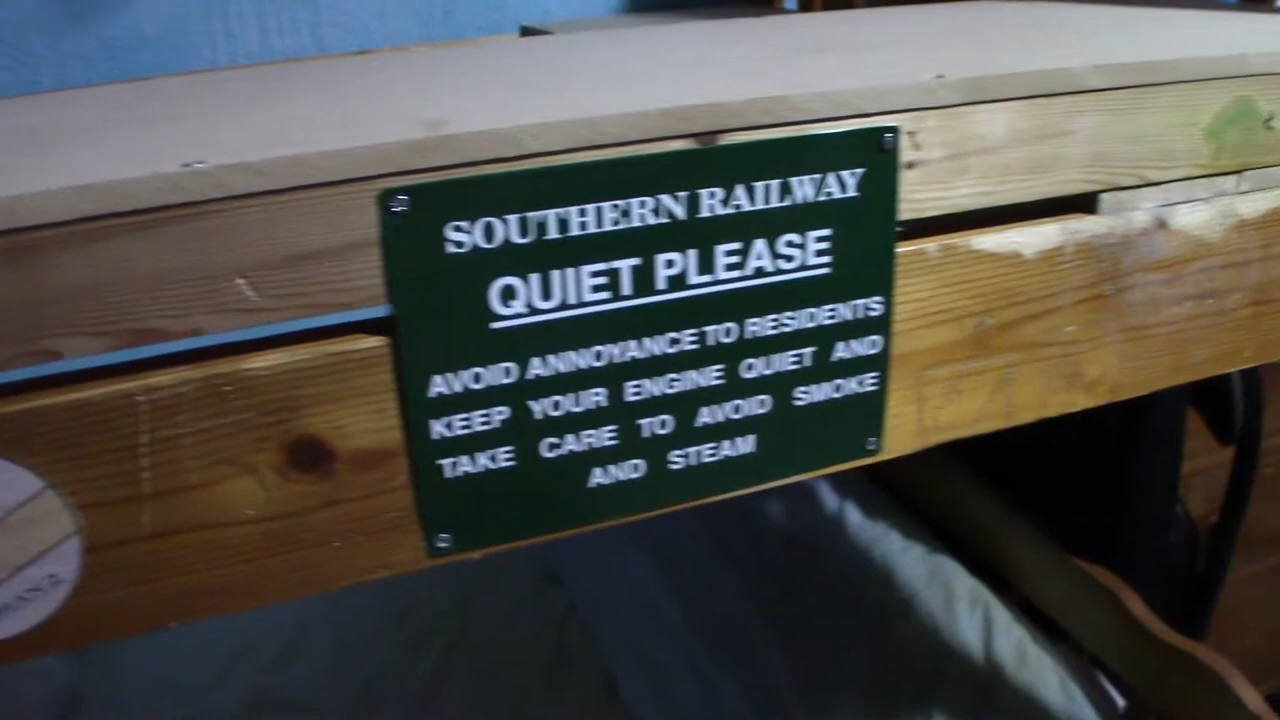 SOUTHERN RAILWAY
QUIET PLEASE
AVOID ANNOYANCE TO RESIDENTS
KEEP YOUR ENGINE QUIET AND
TAKE CARE TO AVOID SMOKE
AND STEAM